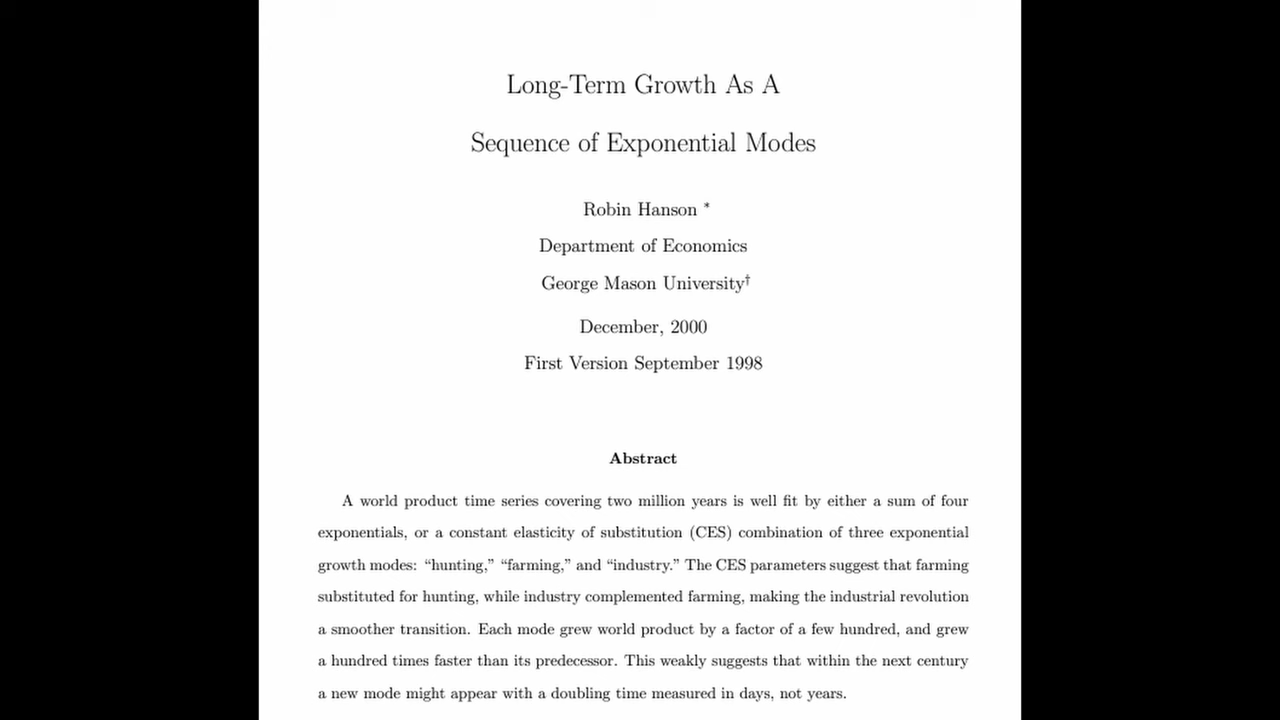 Long-Term Growth As A
Sequence of Exponential Modes
Robin Hanson *
Department of Economics
George Mason University†
December, 2000
First Version September 1998
Abstract
A world product time series covering two million years is well fit by either a sum of four
exponentials, or a constant elasticity of substitution (CES) combination of three exponential
growth modes: “hunting,” “farming,” and “industry.” The CES parameters suggest that farming
substituted for hunting, while industry complemented farming, making the industrial revolution
a smoother transition. Each mode grew world product by a factor of a few hundred, and grew
a hundred times faster than its predecessor. This weakly suggests that within the next century
a new mode might appear with a doubling time measured in days, not years.